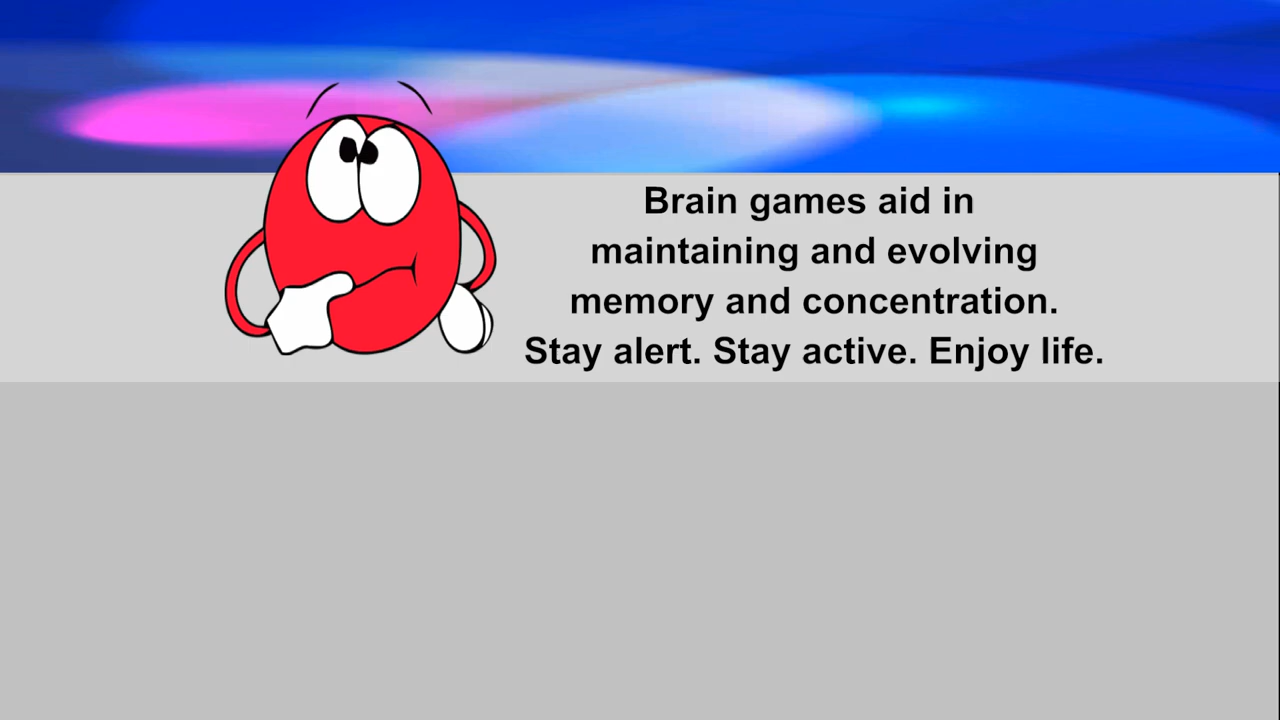 Brain games aid in
maintaining and evolving
memory and concentration.
Stay alert. Stay active. Enjoy life.